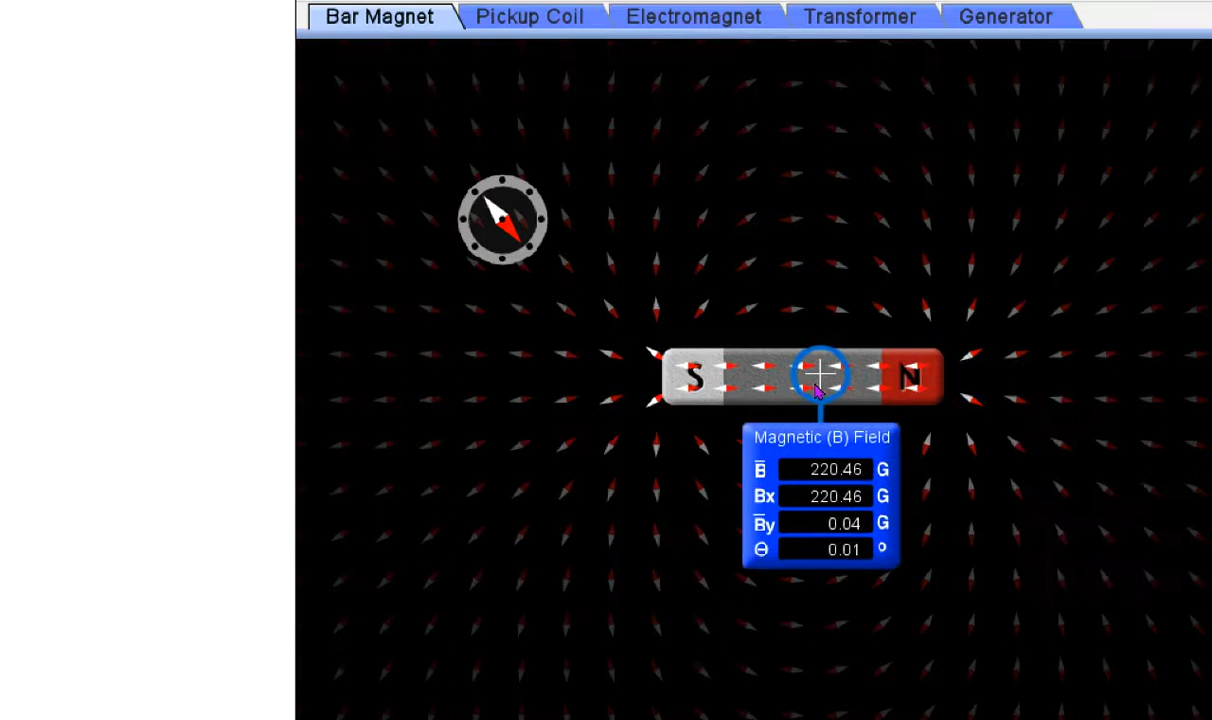 Bar Magnet Pickup Coil Electromagnet Transformer Generator
S N
Magnetic (B) Field
B 220.46 G
Bx 220.46 G
By 0.04 G
Θ 0.01 º